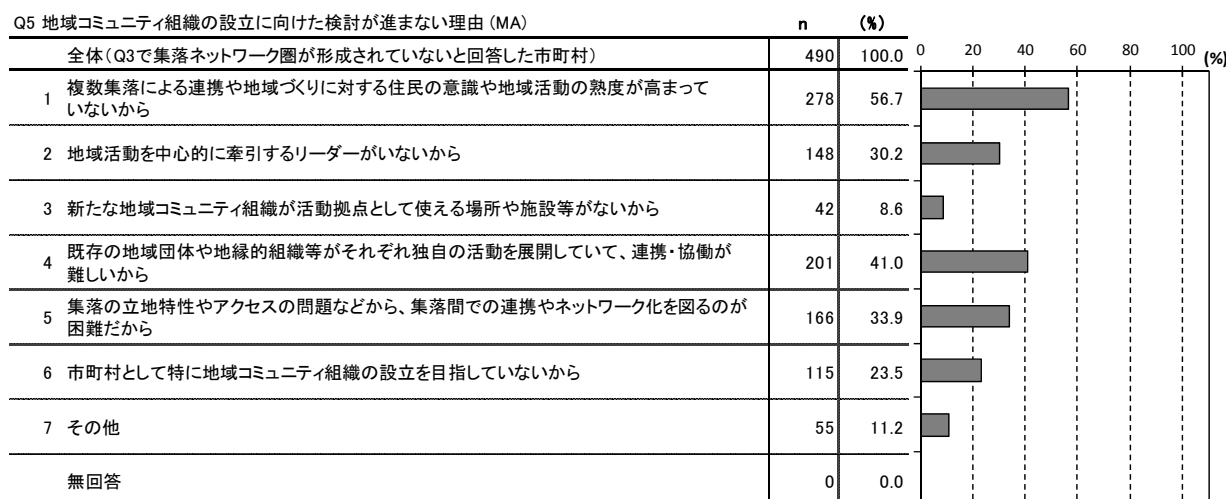 Q5 地域コミュニティ組織の設立に向けた検討が進まない理由 (MA) n (%)
全体（Q3で集落ネットワーク圏が形成されていないと回答した市町村） 490 100.0
0 20 40 60 80 100 (%)
1 複数集落による連携や地域づくりに対する住民の意識や地域活動の熟度が高まって
いないから 278 56.7
2 地域活動を中心的に牽引するリーダーがいないから 148 30.2
3 新たな地域コミュニティ組織が活動拠点として使える場所や施設等がないから 42 8.6
4 既存の地域団体や地縁的組織等がそれぞれ独自の活動を展開していて、連携・協働が
難しいから 201 41.0
5 集落の立地特性やアクセスの問題などから、集落間での連携やネットワーク化を図るのが
困難だから 166 33.9
6 市町村として特に地域コミュニティ組織の設立を目指していないから 115 23.5
7 その他 55 11.2
無回答 0 0.0